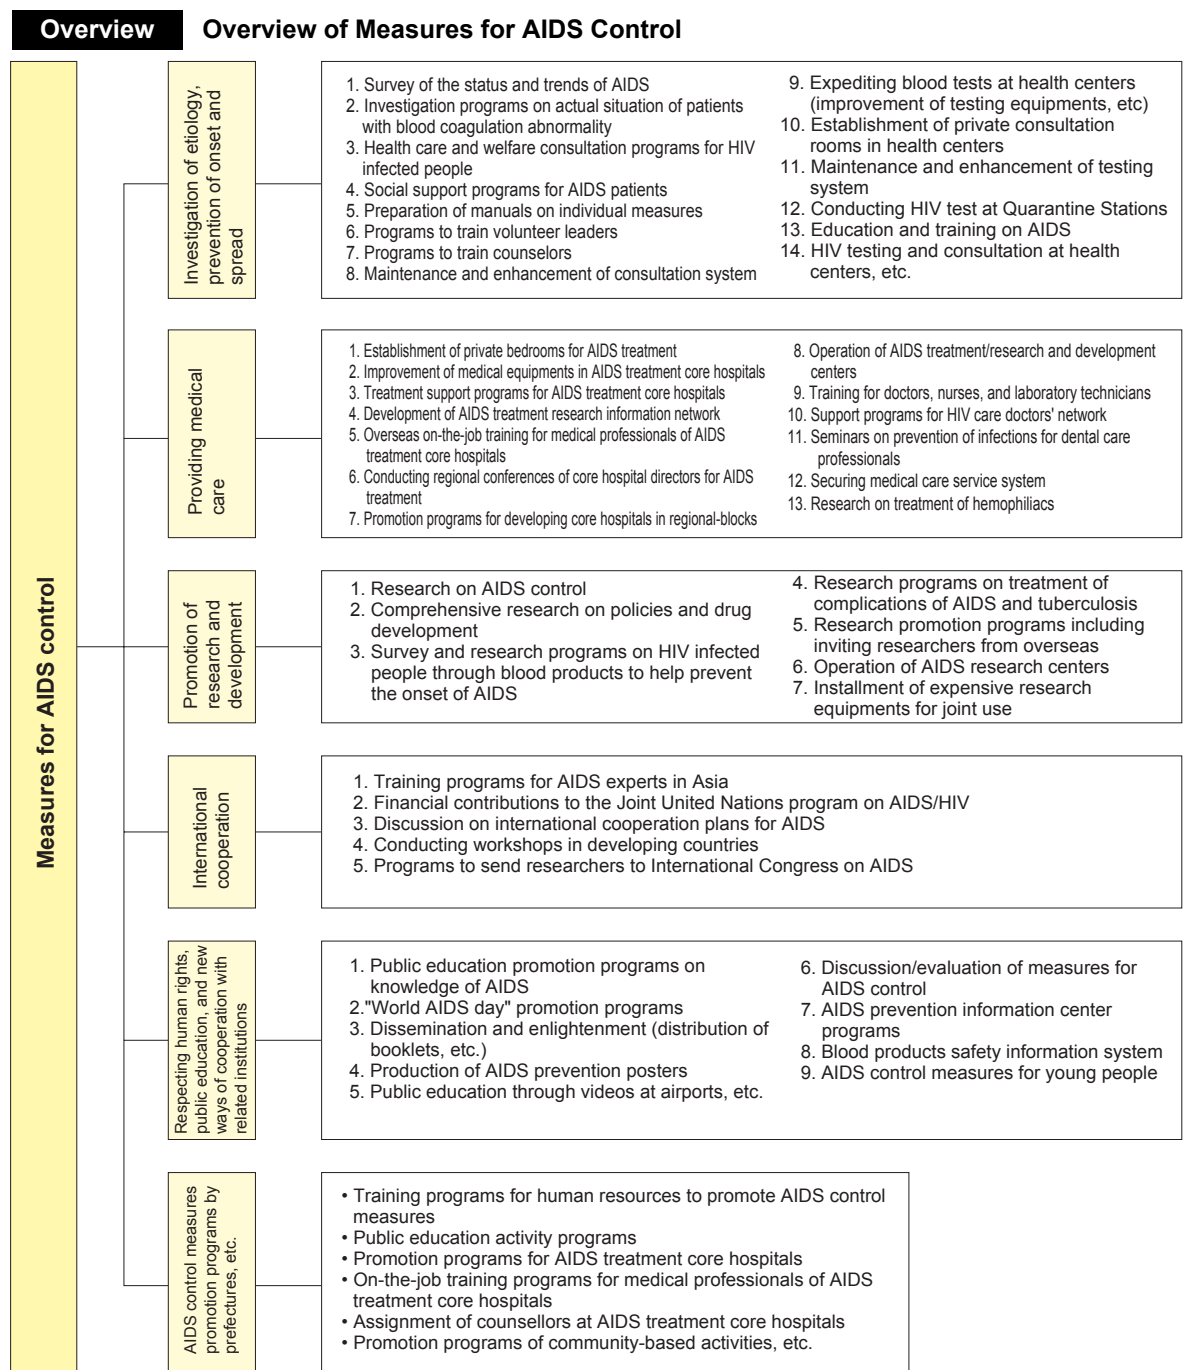 Overview
Overview of Measures for AIDS Control
Measures for AIDS control
Investigation of etiology,
prevention of onset and
spread
1. Survey of the status and trends of AIDS
2. Investigation programs on actual situation of patients
with blood coagulation abnormality
3. Health care and welfare consultation programs for HIV
infected people
4. Social support programs for AIDS patients
5. Preparation of manuals on individual measures
6. Programs to train volunteer leaders
7. Programs to train counselors
8. Maintenance and enhancement of consultation system
9. Expediting blood tests at health centers
(improvement of testing equipments, etc)
10. Establishment of private consultation
rooms in health centers
11. Maintenance and enhancement of testing
system
12. Conducting HIV test at Quarantine Stations
13. Education and training on AIDS
14. HIV testing and consultation at health
centers, etc.
Providing medical
care
1. Establishment of private bedrooms for AIDS treatment
2. Improvement of medical equipments in AIDS treatment core hospitals
3. Treatment support programs for AIDS treatment core hospitals
4. Development of AIDS treatment research information network
5. Overseas on-the-job training for medical professionals of AIDS
treatment core hospitals
6. Conducting regional conferences of core hospital directors for AIDS
treatment
7. Promotion programs for developing core hospitals in regional-blocks
8. Operation of AIDS treatment/research and development
centers
9. Training for doctors, nurses, and laboratory technicians
10. Support programs for HIV care doctors' network
11. Seminars on prevention of infections for dental care
professionals
12. Securing medical care service system
13. Research on treatment of hemophiliacs
Promotion of
research and
development
1. Research on AIDS control
2. Comprehensive research on policies and drug
development
3. Survey and research programs on HIV infected
people through blood products to help prevent
the onset of AIDS
4. Research programs on treatment of
complications of AIDS and tuberculosis
5. Research promotion programs including
inviting researchers from overseas
6. Operation of AIDS research centers
7. Installment of expensive research
equipments for joint use
International
cooperation
1. Training programs for AIDS experts in Asia
2. Financial contributions to the Joint United Nations program on AIDS/HIV
3. Discussion on international cooperation plans for AIDS
4. Conducting workshops in developing countries
5. Programs to send researchers to International Congress on AIDS
Respecting human rights,
public education, and new
ways of cooperation with
related institutions
1. Public education promotion programs on
knowledge of AIDS
2."World AIDS day" promotion programs
3. Dissemination and enlightenment (distribution of
booklets, etc.)
4. Production of AIDS prevention posters
5. Public education through videos at airports, etc.
6. Discussion/evaluation of measures for
AIDS control
7. AIDS prevention information center
programs
8. Blood products safety information system
9. AIDS control measures for young people
AIDS control measures
promotion programs by
prefectures, etc.
• Training programs for human resources to promote AIDS control
measures
• Public education activity programs
• Promotion programs for AIDS treatment core hospitals
• On-the-job training programs for medical professionals of AIDS
treatment core hospitals
• Assignment of counsellors at AIDS treatment core hospitals
• Promotion programs of community-based activities, etc.